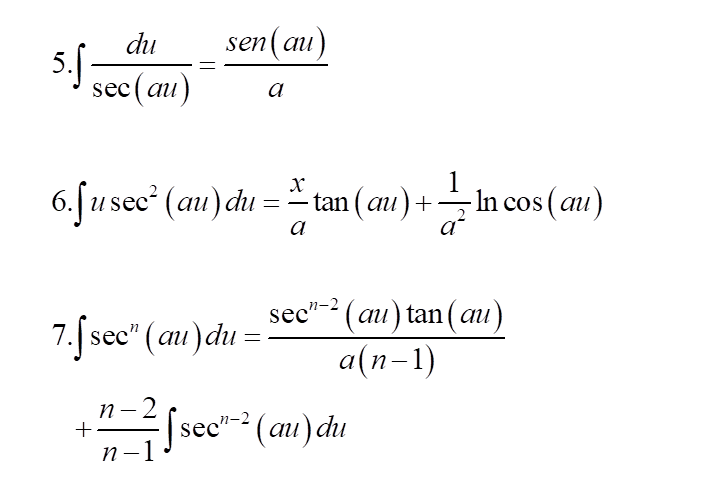 5. ∫ du / sec(au) = sen(au) / a
6. ∫ u sec² (au) du = x/a tan(au) + 1/a² ln cos(au)
7. ∫ secⁿ (au) du = secⁿ⁻² (au) tan(au) / a(n−1)
+ n−2 / n−1 ∫ secⁿ⁻² (au) du